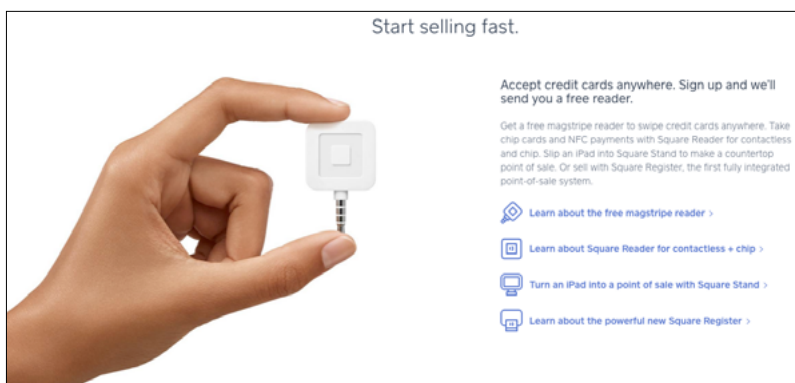 Start selling fast.
Accept credit cards anywhere. Sign up and we'll
send you a free reader.
Get a free magstripe reader to swipe credit cards anywhere. Take
chip cards and NFC payments with Square Reader for contactless
and chip. Slip an iPad into Square Stand to make a countertop
point of sale. Or sell with Square Register, the first fully integrated
point-of-sale system.
Learn about the free magstripe reader >
Learn about Square Reader for contactless + chip >
Turn an iPad into a point of sale with Square Stand >
Learn about the powerful new Square Register >